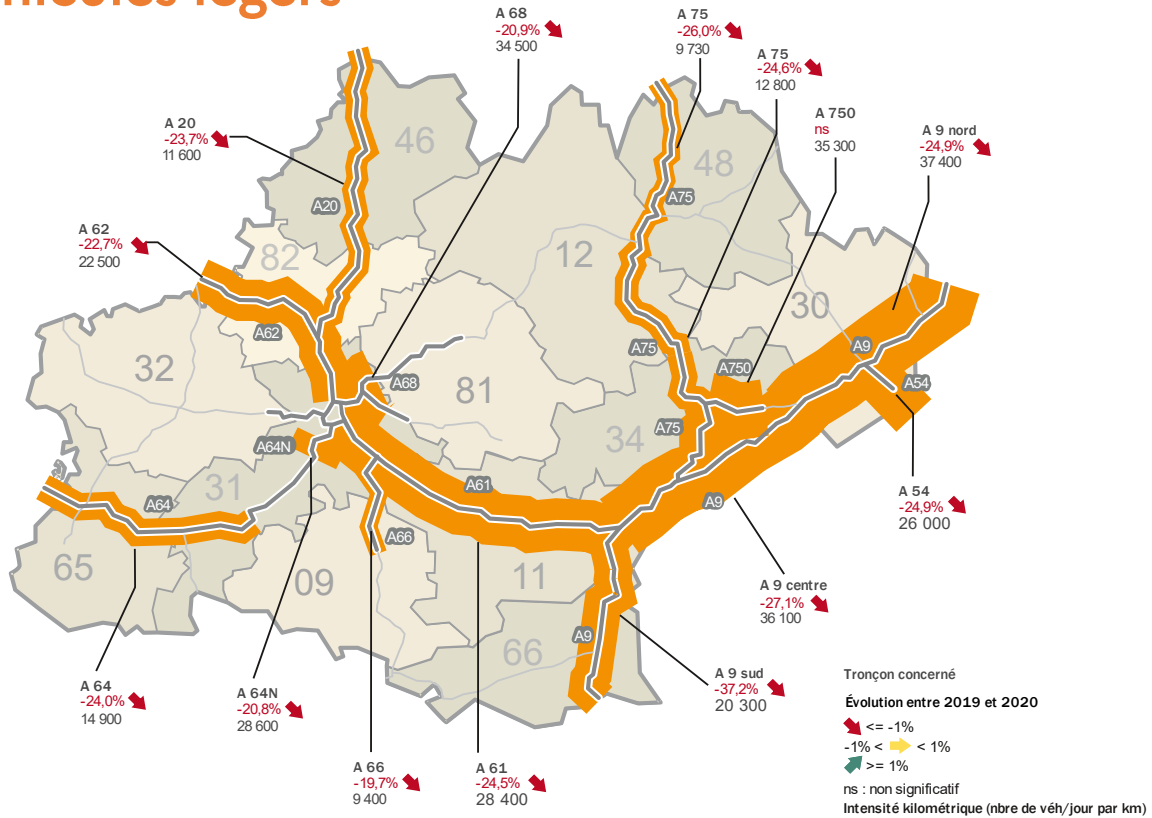 A 68
-20,9%
34 500
A 75
-26,0%
9 730
A 75
-24,6%
12 800
A 750
ns
35 300
A 9 nord
-24,9%
37 400
A 20
-23,7%
11 600
A 62
-22,7%
22 500
46
48
A75
A20
82
12
30
A62
A75
A9
32
A750
A54
A68
81
A64N
A75
34
31
A61
A64
A9
A66
A 54
-24,9%
26 000
65
09
11
A 9 centre
-27,1%
36 100
A9
66
A 64
-24,0%
14 900
A 64N
-20,8%
28 600
A 9 sud
-37,2%
20 300
A 66
-19,7%
9 400
A 61
-24,5%
28 400
Tronçon concerné
Évolution entre 2019 et 2020
<= -1%
-1% < < 1%
>= 1%
ns : non significatif
Intensité kilométrique (nbre de véh/jour par km)